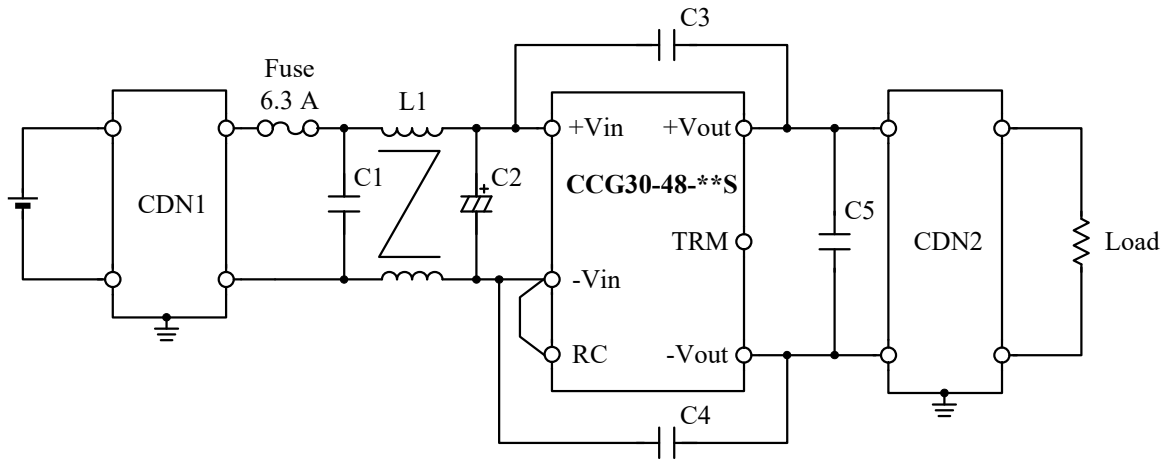 C3
Fuse
6.3 A
L1
+Vin
+Vout
C1
C2
+
CCG30-48-**S
CDN1
C5
CDN2
TRM
Load
-Vin
RC
-Vout
C4